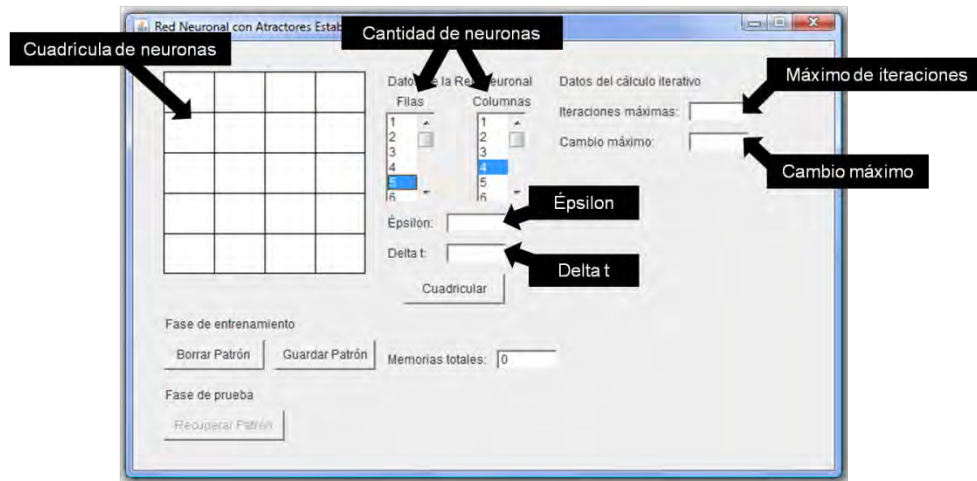 Red Neuronal con Atractores Estab
Cantidad de neuronas
Cuadrícula de neuronas
Datos de la Red Neuronal
Datos del cálculo iterativo
Máximo de iteraciones
Filas
Columnas
Iteraciones máximas:
1
2
3
4
5
6
1
2
3
4
5
6
Cambio máximo:
Cambio máximo
Épsilon
Épsilon:
Delta t:
Delta t
Cuadricular
Fase de entrenamiento
Borrar Patrón
Guardar Patrón
Memorias totales:
0
Fase de prueba
Recuperar Patrón